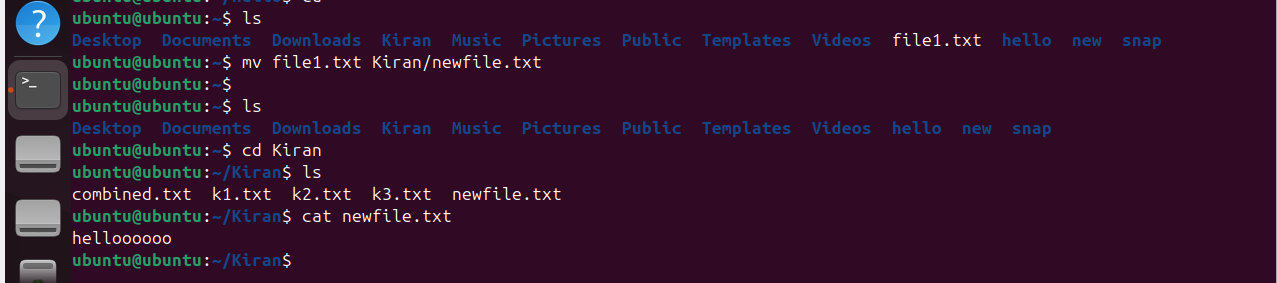 ubuntu@ubuntu:~$ ls
Desktop  Documents  Downloads  Kiran  Music  Pictures  Public  Templates  Videos  file1.txt  hello  new  snap
ubuntu@ubuntu:~$ mv file1.txt Kiran/newfile.txt
ubuntu@ubuntu:~$
ubuntu@ubuntu:~$ ls
Desktop  Documents  Downloads  Kiran  Music  Pictures  Public  Templates  Videos  hello  new  snap
ubuntu@ubuntu:~$ cd Kiran
ubuntu@ubuntu:~/Kiran$ ls
combined.txt  k1.txt  k2.txt  k3.txt  newfile.txt
ubuntu@ubuntu:~/Kiran$ cat newfile.txt
helloooooo
ubuntu@ubuntu:~/Kiran$